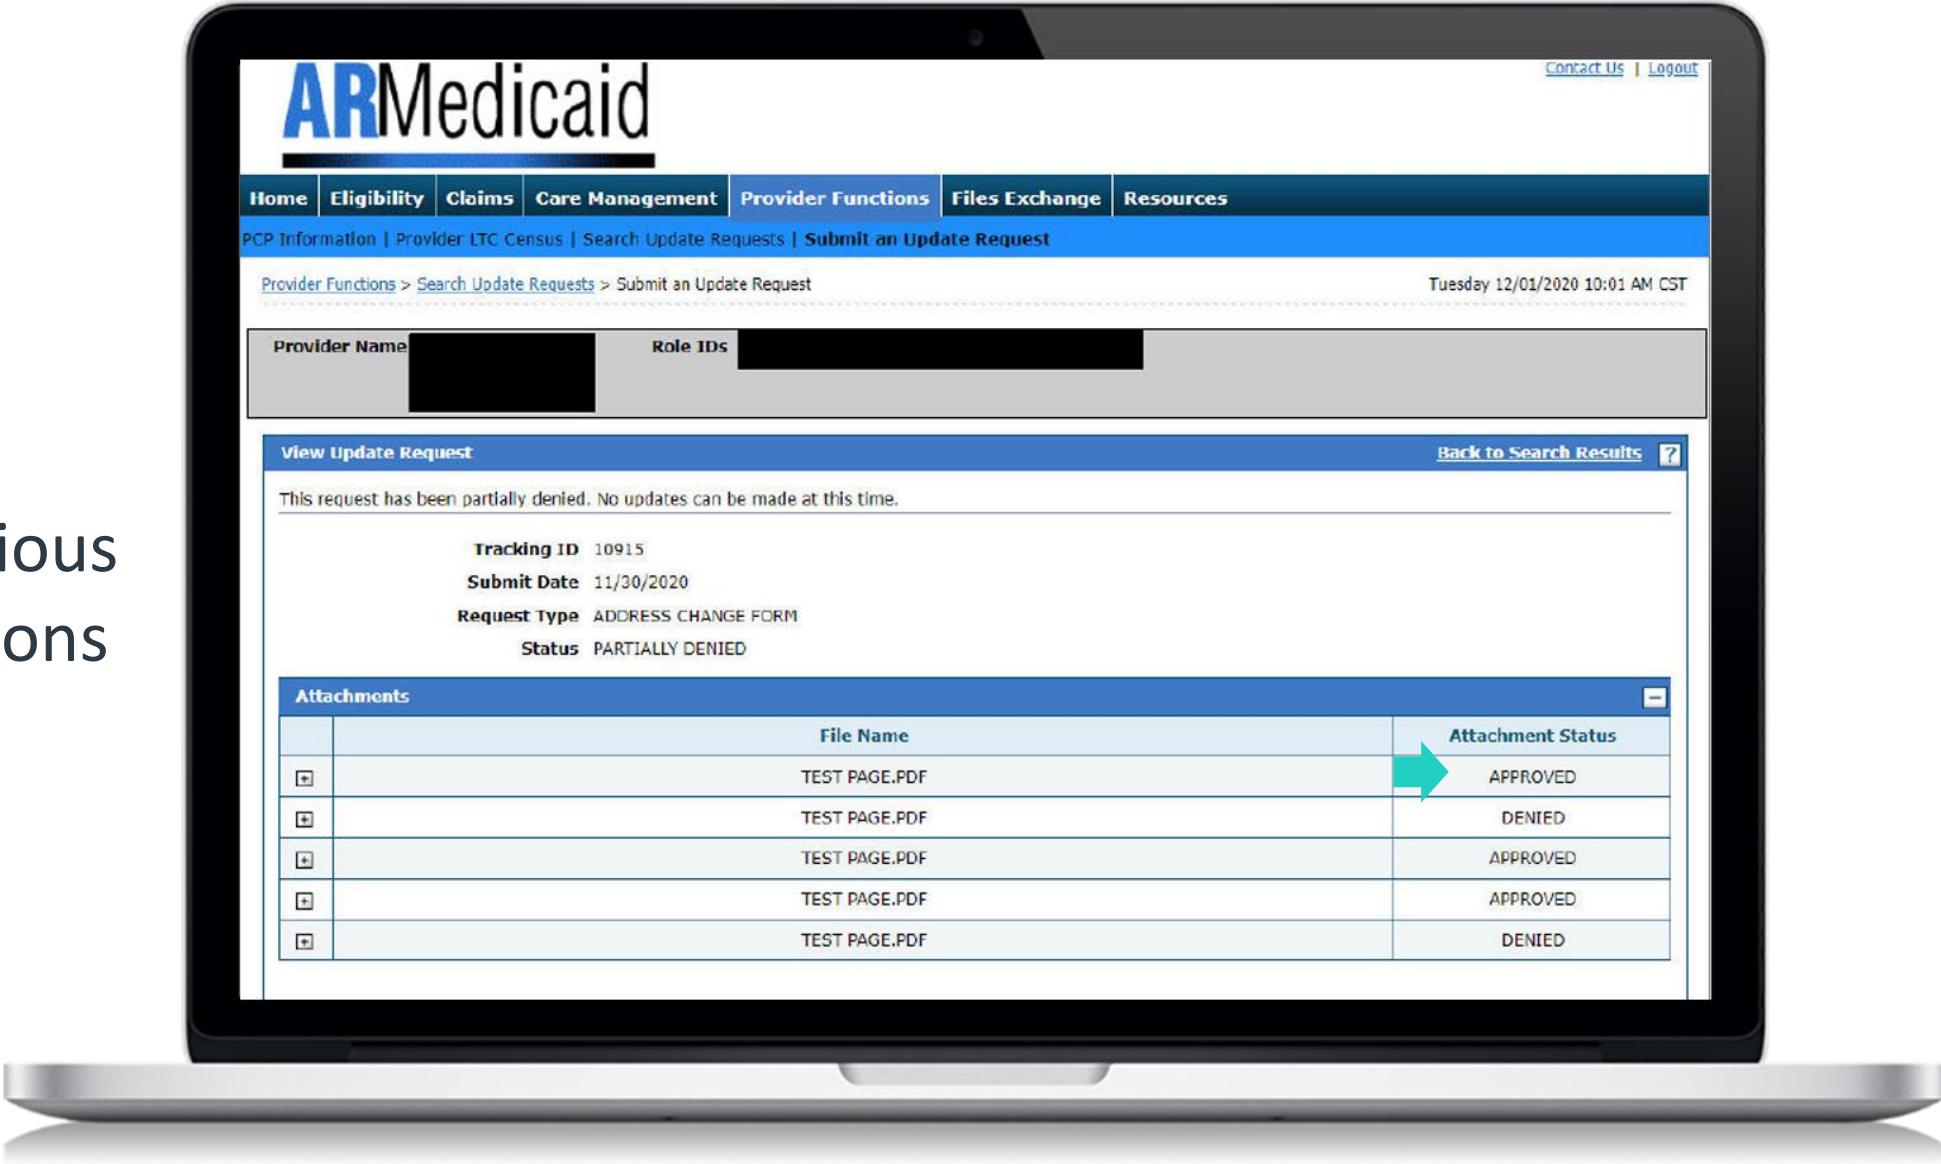 ARMedicaid
Contact Us | Logout
Home Eligibility Claims Care Management Provider Functions Files Exchange Resources
PCP Information | Provider LTC Census | Search Update Requests | Submit an Update Request
Provider Functions > Search Update Requests > Submit an Update Request Tuesday 12/01/2020 10:01 AM CST
Provider Name Role IDs
View Update Request Back to Search Results ?
This request has been partially denied. No updates can be made at this time.
ious
ons
Tracking ID 10915
Submit Date 11/30/2020
Request Type ADDRESS CHANGE FORM
Status PARTIALLY DENIED
Attachments
File Name Attachment Status
TEST PAGE.PDF APPROVED
TEST PAGE.PDF DENIED
TEST PAGE.PDF APPROVED
TEST PAGE.PDF APPROVED
TEST PAGE.PDF DENIED